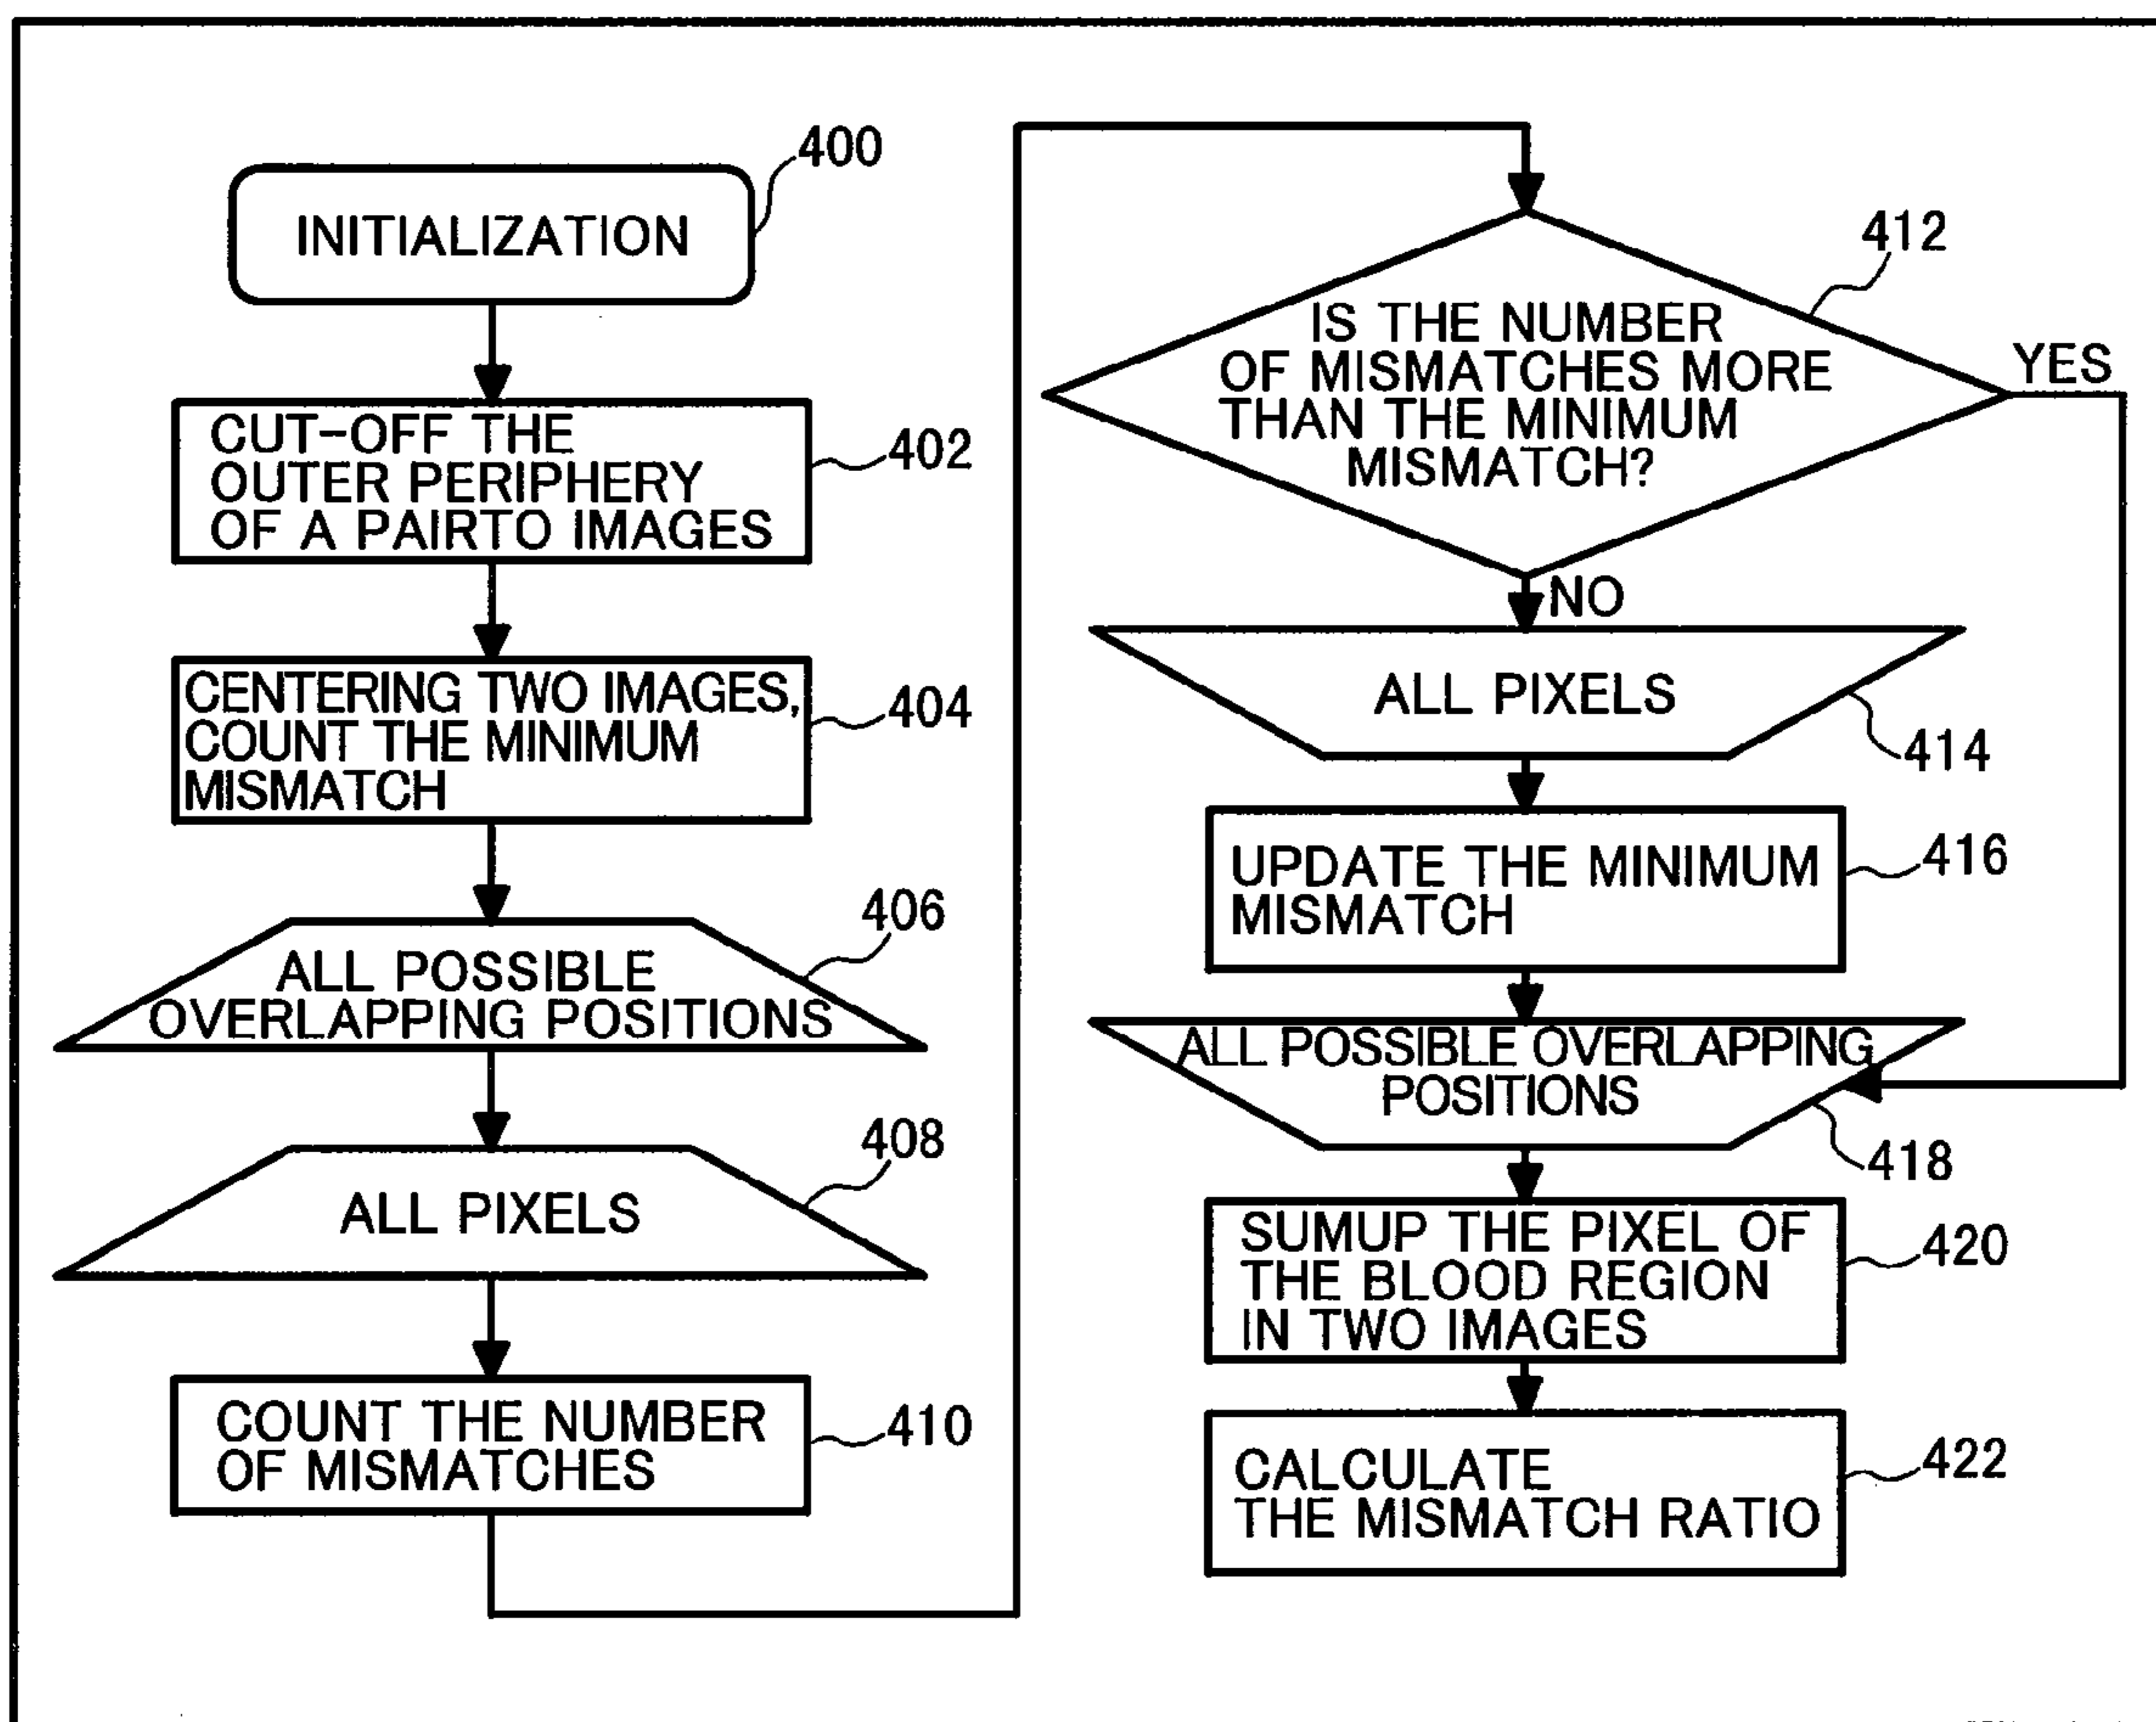 400
INITIALIZATION
CUT-OFF THE
OUTER PERIPHERY
OF A PAIRTO IMAGES
402
CENTERING TWO IMAGES,
COUNT THE MINIMUM
MISMATCH
404
406
ALL POSSIBLE
OVERLAPPING POSITIONS
408
ALL PIXELS
COUNT THE NUMBER
OF MISMATCHES
410
412
IS THE NUMBER
OF MISMATCHES MORE
THAN THE MINIMUM
MISMATCH?
YES
NO
ALL PIXELS
414
UPDATE THE MINIMUM
MISMATCH
416
ALL POSSIBLE OVERLAPPING
POSITIONS
418
SUMUP THE PIXEL OF
THE BLOOD REGION
IN TWO IMAGES
420
CALCULATE
THE MISMATCH RATIO
422